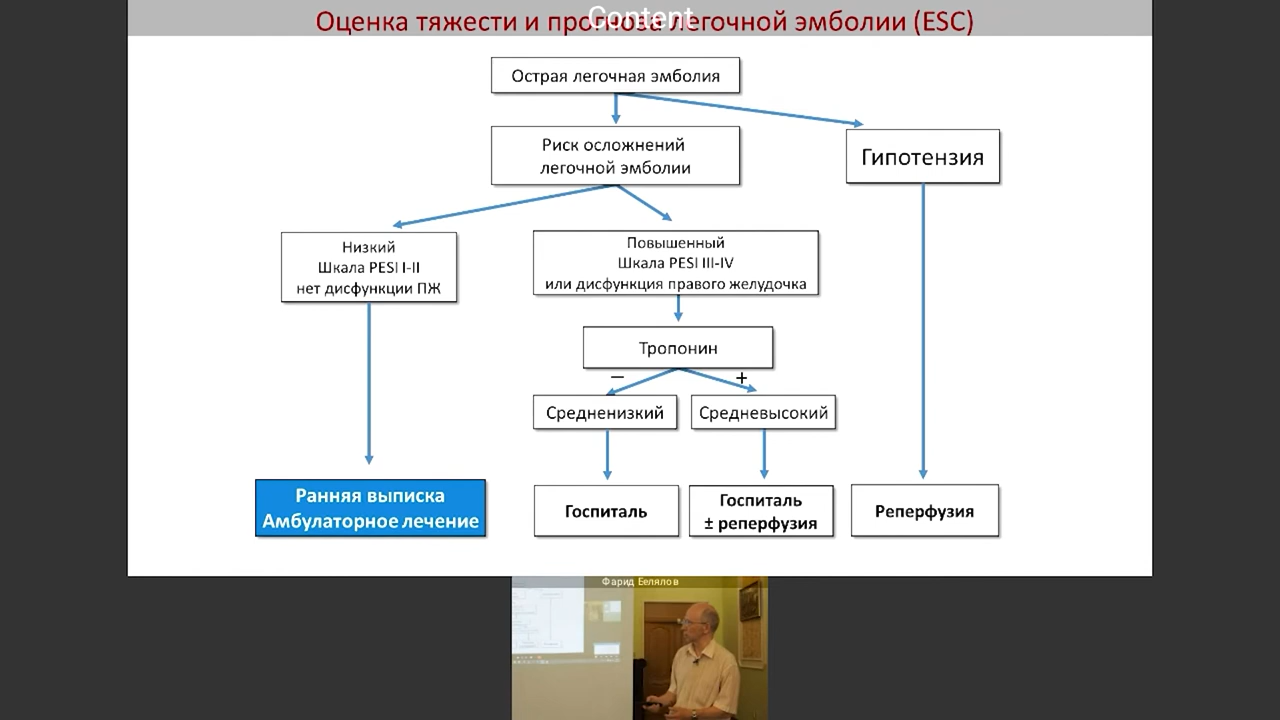 Content
Оценка тяжести и прогноза легочной эмболии (ESC)
Острая легочная эмболия
Риск осложнений
легочной эмболии
Гипотензия
Низкий
Шкала PESI I-II
нет дисфункции ПЖ
Повышенный
Шкала PESI III-IV
или дисфункция правого желудочка
Тропонин
– +
Средненизкий
Средневысокий
Ранняя выписка
Амбулаторное лечение
Госпиталь
Госпиталь
± реперфузия
Реперфузия
Фарид Белялов